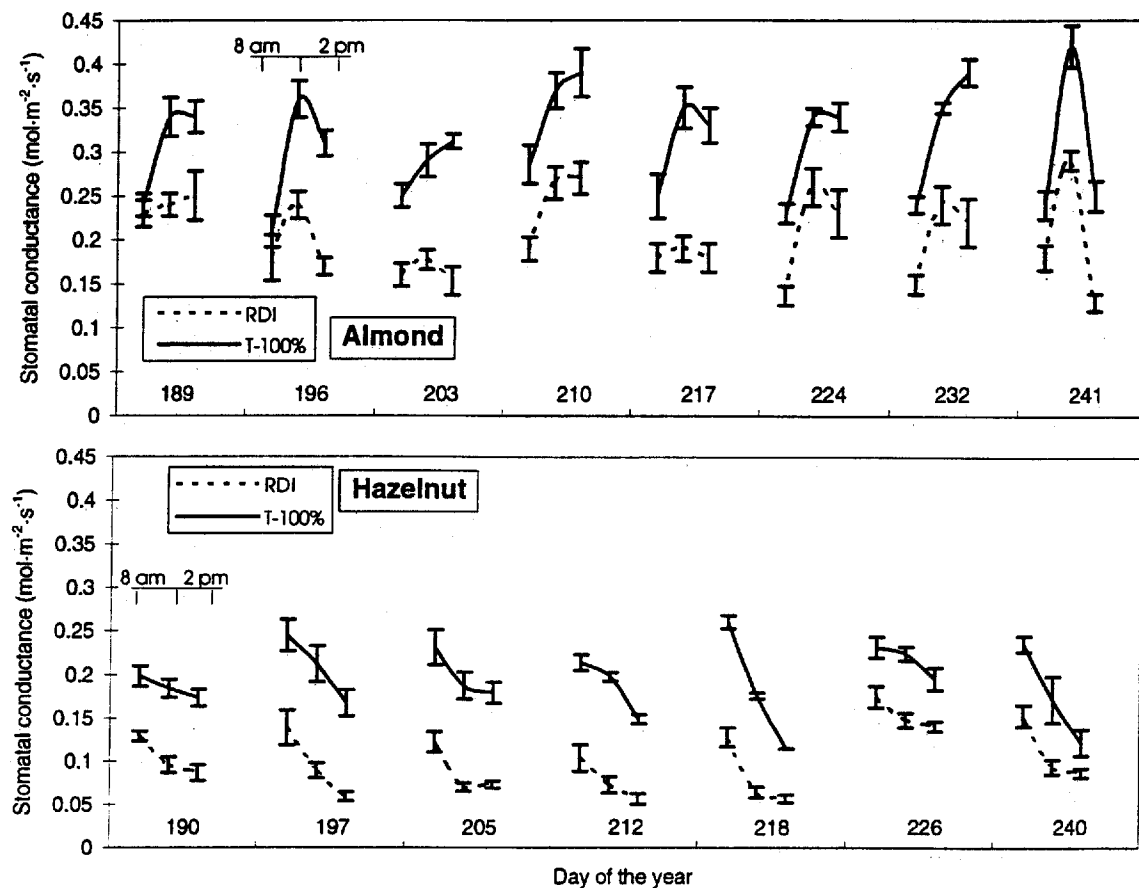 0.45
8 am 2 pm
0.4
0.35
0.3
0.25
0.2
0.15
0.1
0.05
0
Stomatal conductance (mol·m⁻²·s⁻¹)
RDI
T-100%
Almond
189 196 203 210 217 224 232 241
0.45
0.4
0.35
0.3
0.25
0.2
0.15
0.1
0.05
0
Stomatal conductance (mol·m⁻²·s⁻¹)
RDI
T-100%
Hazelnut
8 am 2 pm
190 197 205 212 218 226 240
Day of the year